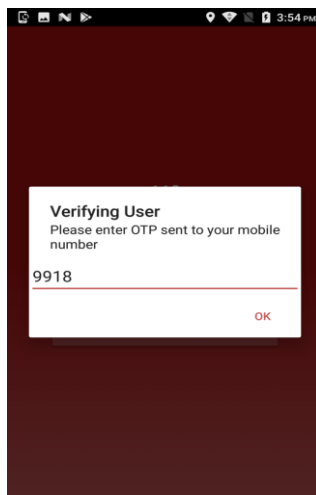 3:54 PM
Verifying User
Please enter OTP sent to your mobile
number
9918
OK